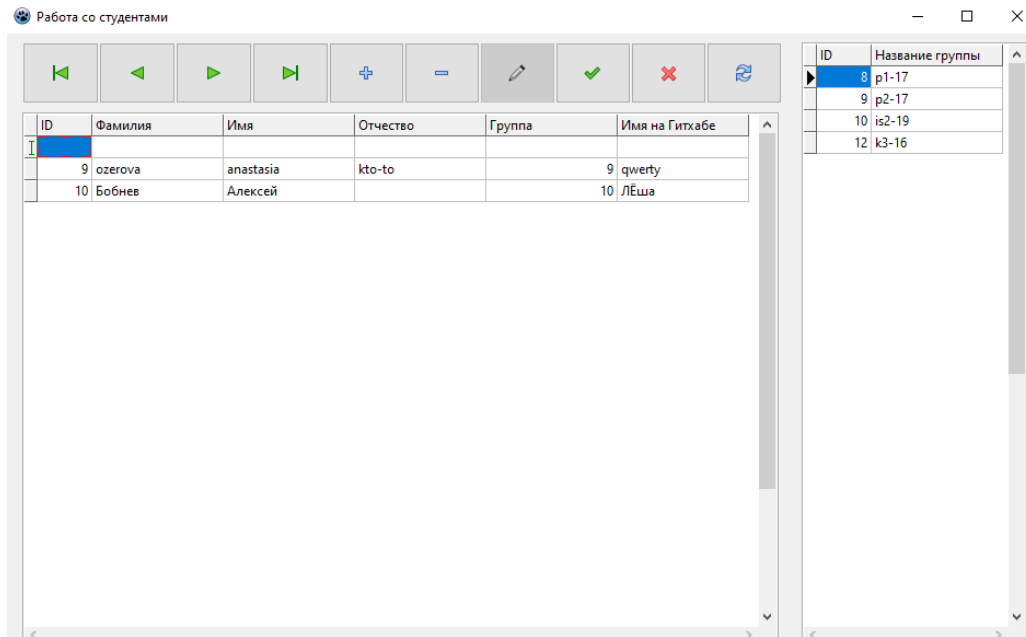 Работа со студентами
ID Фамилия Имя Отчество Группа Имя на Гитхабе
9 ozerova anastasia kto-to 9 qwerty
10 Бобнев Алексей 10 ЛЁша
ID Название группы
8 p1-17
9 p2-17
10 is2-19
12 k3-16